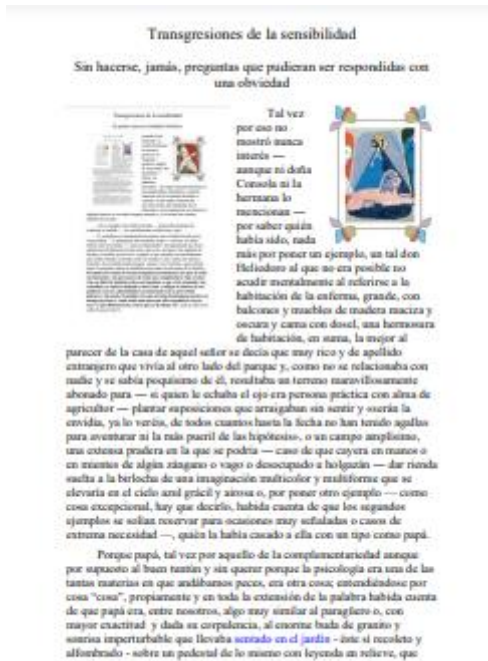 Transgresiones de la sensibilidad
Sin hacerse, jamás, preguntas que pudieran ser respondidas con
una obviedad
Tal vez
por eso no
mostró nunca
interés —
aunque ni doña
Consola ni la
hermana lo
mencionan —
por saber quién
había sido, nada
más por poner un ejemplo, un tal don
Heliodoro al que no era posible no
acudir mentalmente al referirse a la
habitación de la enferma, grande, con
balcones y muebles de madera maciza y
oscura y cama con dosel, una hermosura
de habitación, en suma, la mejor al
parecer de la casa de aquel señor se decía que muy rico y de apellido
extranjero que vivía al otro lado del parque y, como no se relacionaba con
nadie y se sabía poquísimo de él, resultaba un terreno maravillosamente
abonado para — si quien le echaba el ojo era persona práctica con alma de
agricultor — plantar suposiciones que arraigaban sin sentir y «serán la
envidia, ya lo veréis, de todos cuantos hasta la fecha no han tenido agallas
para aventurar ni la más pueril de las hipótesis», o un campo amplísimo,
una extensa pradera en la que se podría — caso de que cayera en manos o
en mientes de algún zángano o vago o desocupado u holgazán — dar rienda
suelta a la birlocha de una imaginación multicolor y multiforme que se
elevaría en el cielo azul grácil y airosa o, por poner otro ejemplo — como
cosa excepcional, hay que decirlo, habida cuenta de que los segundos
ejemplos se solían reservar para ocasiones muy señaladas o casos de
extrema necesidad —, quién la había casado a ella con un tipo como papá.
Porque papá, tal vez por aquello de la complementariedad aunque
por supuesto al buen tuntún y sin querer porque la psicología era una de las
tantas materias en que andábamos peces, era otra cosa; entendiéndose por
cosa "cosa", propiamente y en toda la extensión de la palabra habida cuenta
de que papá era, entre nosotros, algo muy similar al paragüero o, con
mayor exactitud y dada su corpulencia, al enorme buda de granito y
sonrisa imperturbable que llevaba sentado en el jardín - éste sí recoleto y
alfombrado - sobre un pedestal de lo mismo con leyenda en relieve, que